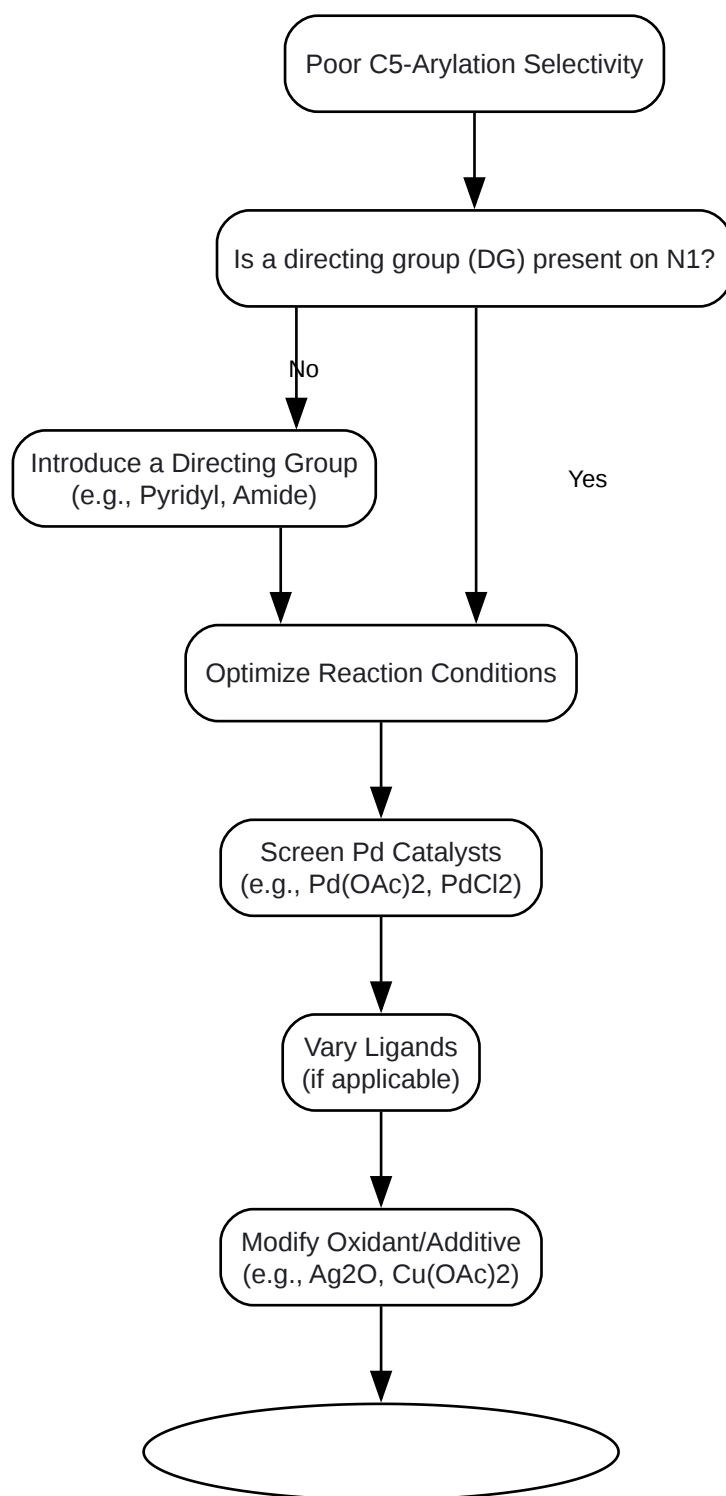 Poor C5-Arylation Selectivity
Is a directing group (DG) present on N1?
No
Introduce a Directing Group
(e.g., Pyridyl, Amide)
Yes
Optimize Reaction Conditions
Screen Pd Catalysts
(e.g., Pd(OAc)2, PdCl2)
Vary Ligands
(if applicable)
Modify Oxidant/Additive
(e.g., Ag2O, Cu(OAc)2)